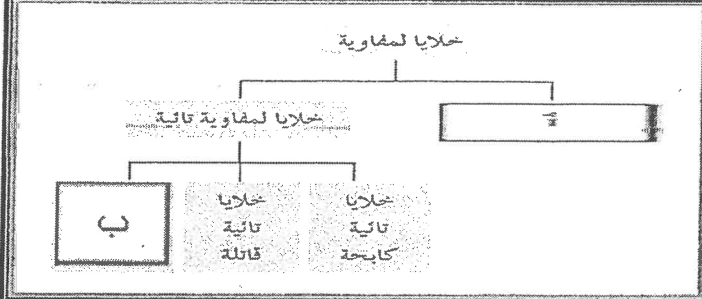 خلايا لمفاوية
خلايا لمفاوية تائية
أ
خلايا
تائية
كابحة
خلايا
تائية
قاتلة
ب